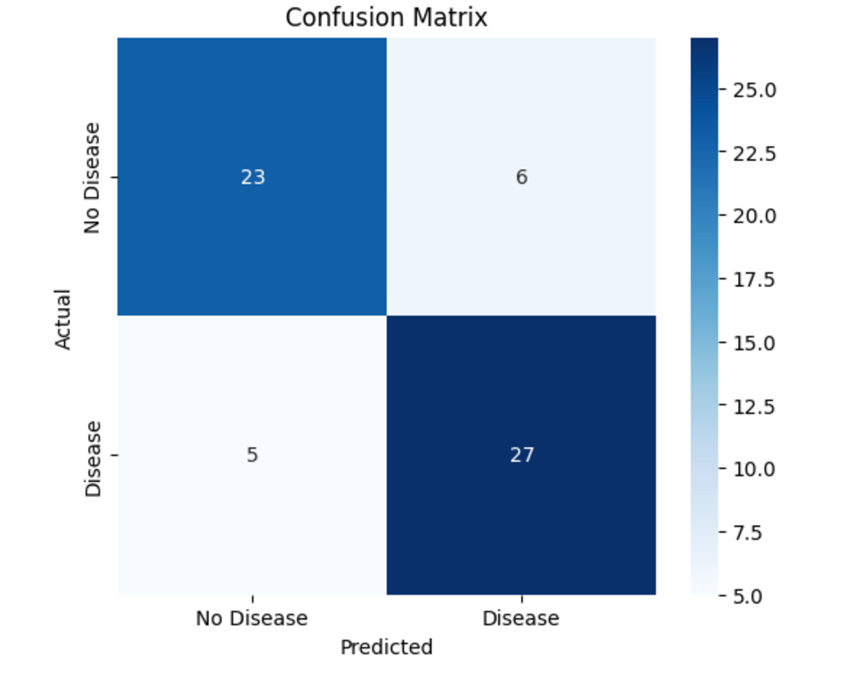 Confusion Matrix
No Disease
23
6
Actual
Disease
5
27
No Disease
Disease
Predicted
25.0
22.5
20.0
17.5
15.0
12.5
10.0
7.5
5.0